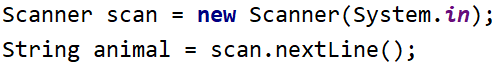 Scanner scan = new Scanner(System.in);
String animal = scan.nextLine();